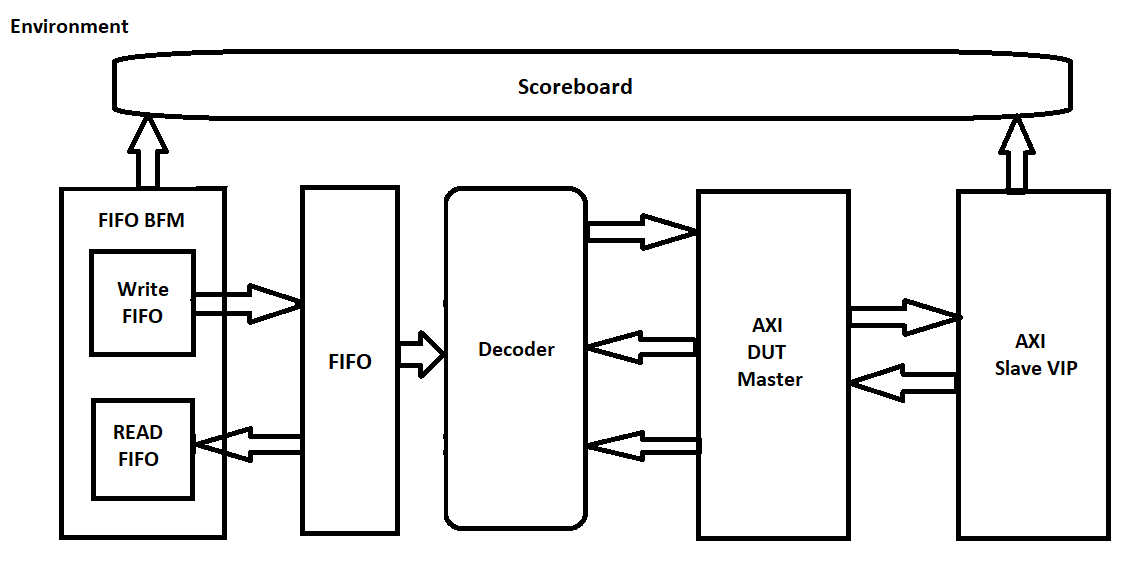 Environment
Scoreboard
FIFO BFM
Write
FIFO
READ
FIFO
FIFO
Decoder
AXI
DUT
Master
AXI
Slave VIP